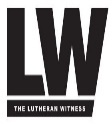 LW
THE LUTHERAN WITNESS